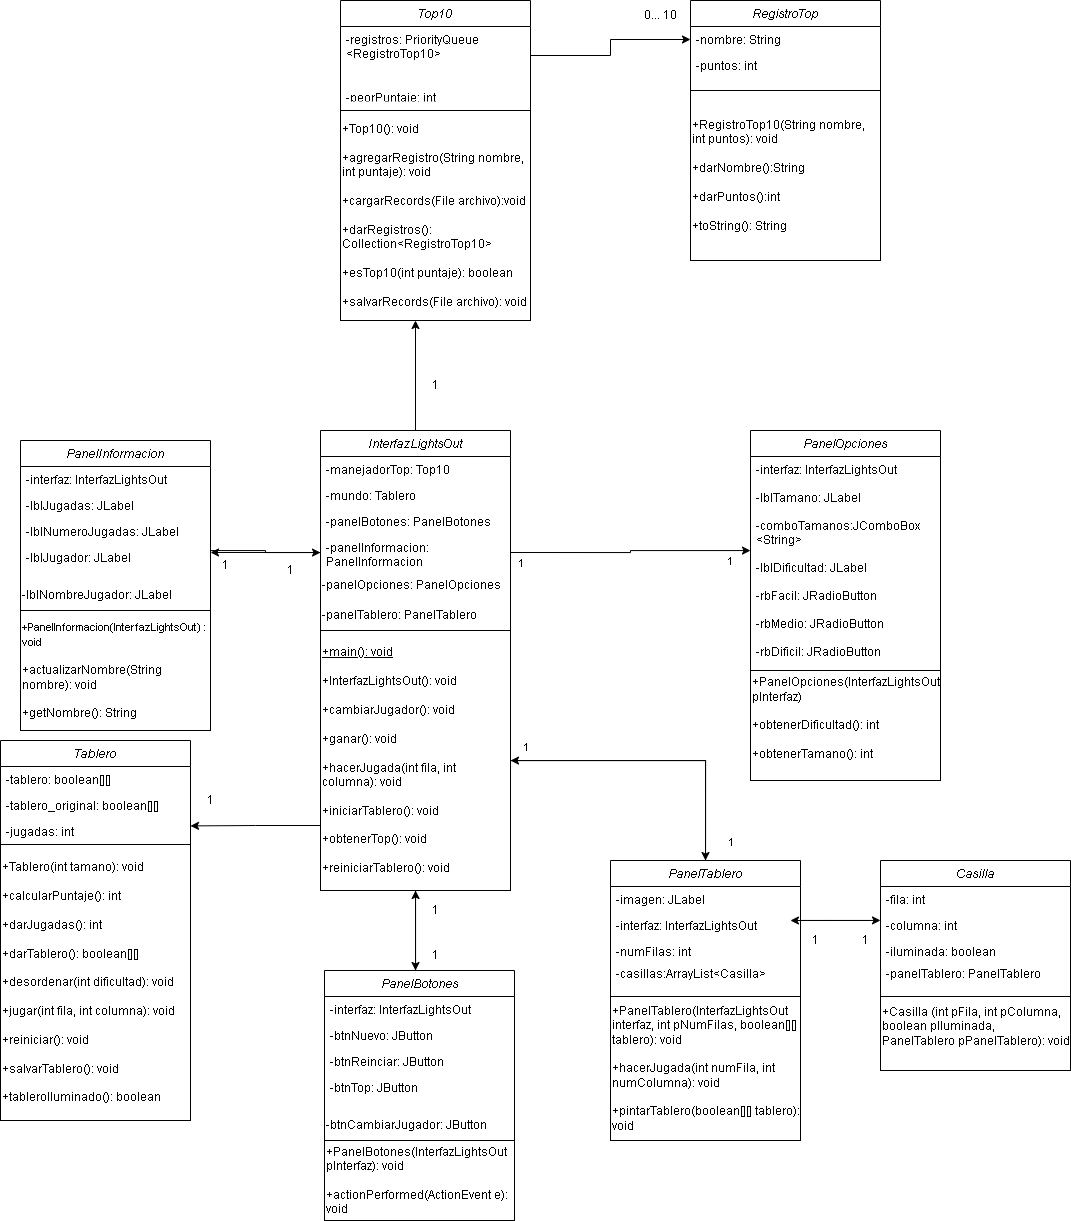 Top10
-registros: PriorityQueue
<RegistroTop10>
-peorPuntaje: int
+Top10(): void
+agregarRegistro(String nombre,
int puntaje): void
+cargarRecords(File archivo):void
+darRegistros():
Collection<RegistroTop10>
+esTop10(int puntaje): boolean
+salvarRecords(File archivo): void
0... 10
RegistroTop
-nombre: String
-puntos: int
+RegistroTop10(String nombre,
int puntos): void
+darNombre():String
+darPuntos():int
+toString(): String
1
PanelInformacion
-interfaz: InterfazLightsOut
-lblJugadas: JLabel
-lblNumeroJugadas: JLabel
-lblJugador: JLabel
-lblNombreJugador: JLabel
+PanelInformacion(InterfazLightsOut) :
void
+actualizarNombre(String
nombre): void
+getNombre(): String
1
1
InterfazLightsOut
-manejadorTop: Top10
-mundo: Tablero
-panelBotones: PanelBotones
-panelInformacion:
PanelInformacion
-panelOpciones: PanelOpciones
-panelTablero: PanelTablero
+main(): void
+InterfazLightsOut(): void
+cambiarJugador(): void
+ganar(): void
+hacerJugada(int fila, int
columna): void
+iniciarTablero(): void
+obtenerTop(): void
+reiniciarTablero(): void
1
1
PanelOpciones
-interfaz: InterfazLightsOut
-lblTamano: JLabel
-comboTamanos:JComboBox
<String>
-lblDificultad: JLabel
-rbFacil: JRadioButton
-rbMedio: JRadioButton
-rbDificil: JRadioButton
+PanelOpciones(InterfazLightsOut
pInterfaz)
+obtenerDificultad(): int
+obtenerTamano(): int
Tablero
-tablero: boolean[][]
-tablero_original: boolean[][]
-jugadas: int
+Tablero(int tamano): void
+calcularPuntaje(): int
+darJugadas(): int
+darTablero(): boolean[][]
+desordenar(int dificultad): void
+jugar(int fila, int columna): void
+reiniciar(): void
+salvarTablero(): void
+tableroIluminado(): boolean
1
1
1
1
1
PanelBotones
-interfaz: InterfazLightsOut
-btnNuevo: JButton
-btnReinciar: JButton
-btnTop: JButton
-btnCambiarJugador: JButton
+PanelBotones(InterfazLightsOut
pInterfaz): void
+actionPerformed(ActionEvent e):
void
PanelTablero
-imagen: JLabel
-interfaz: InterfazLightsOut
-numFilas: int
-casillas:ArrayList<Casilla>
+PanelTablero(InterfazLightsOut
interfaz, int pNumFilas, boolean[][]
tablero): void
+hacerJugada(int numFila, int
numColumna): void
+pintarTablero(boolean[][] tablero):
void
1
1
Casilla
-fila: int
-columna: int
-iluminada: boolean
-panelTablero: PanelTablero
+Casilla (int pFila, int pColumna,
boolean pIluminada,
PanelTablero pPanelTablero): void